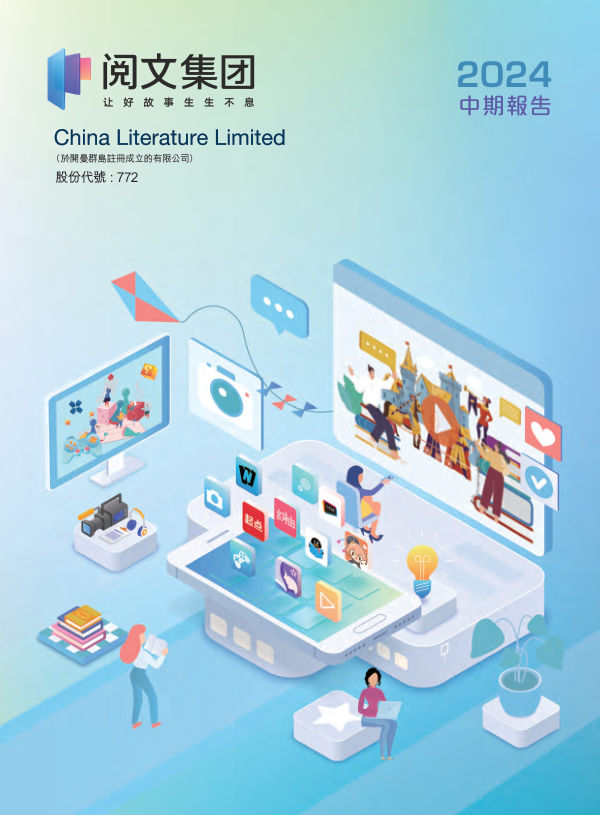 阅文集团
让好故事生生不息
2024
中期報告
China Literature Limited
（於開曼群島註冊成立的有限公司）
股份代號 : 772
W
起点
红袖